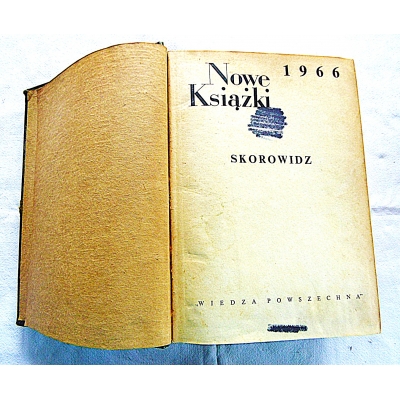 Nowe 1966
Książki
SKOROWIDZ
„WIEDZA POWSZECHNA"